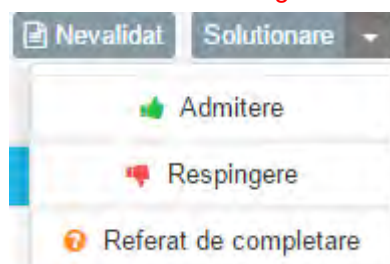 Nevalidat Solutionare
Admitere
Respingere
Referat de completare